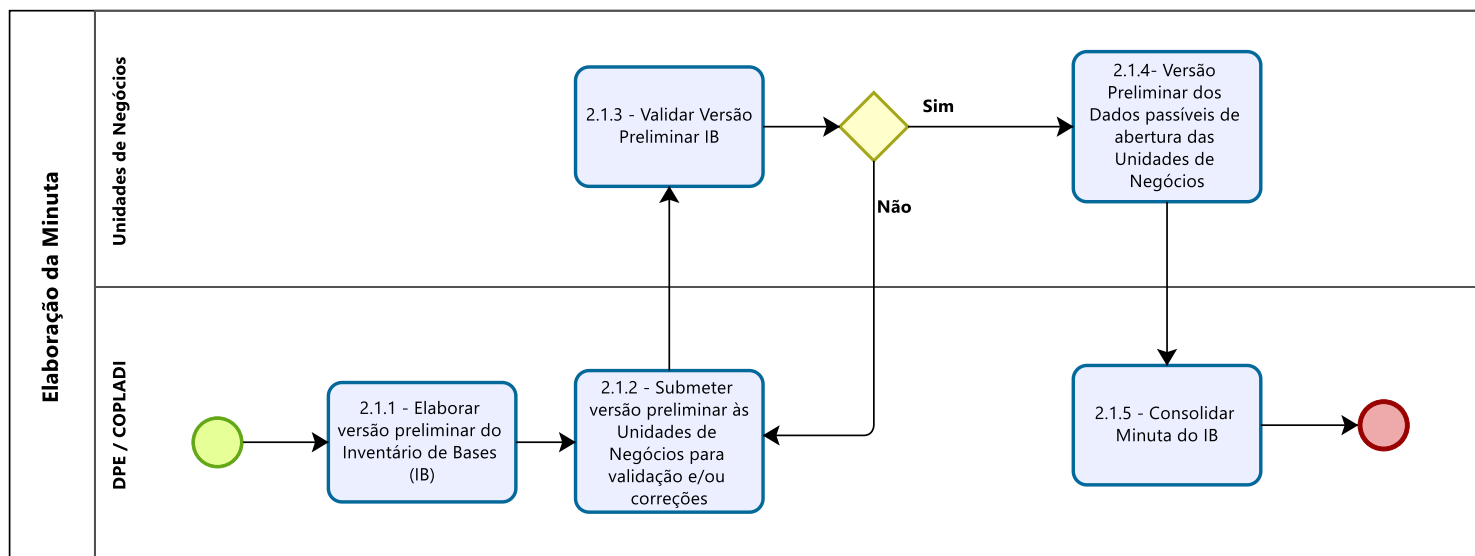 Elaboração da Minuta
Unidades de Negócios
2.1.3 - Validar Versão
Preliminar IB
Sim
Não
2.1.4- Versão
Preliminar dos
Dados passíveis de
abertura das
Unidades de
Negócios
DPE / COPLADI
2.1.1 - Elaborar
versão preliminar do
Inventário de Bases
(IB)
2.1.2 - Submeter
versão preliminar às
Unidades de
Negócios para
validação e/ou
correções
2.1.5 - Consolidar
Minuta do IB